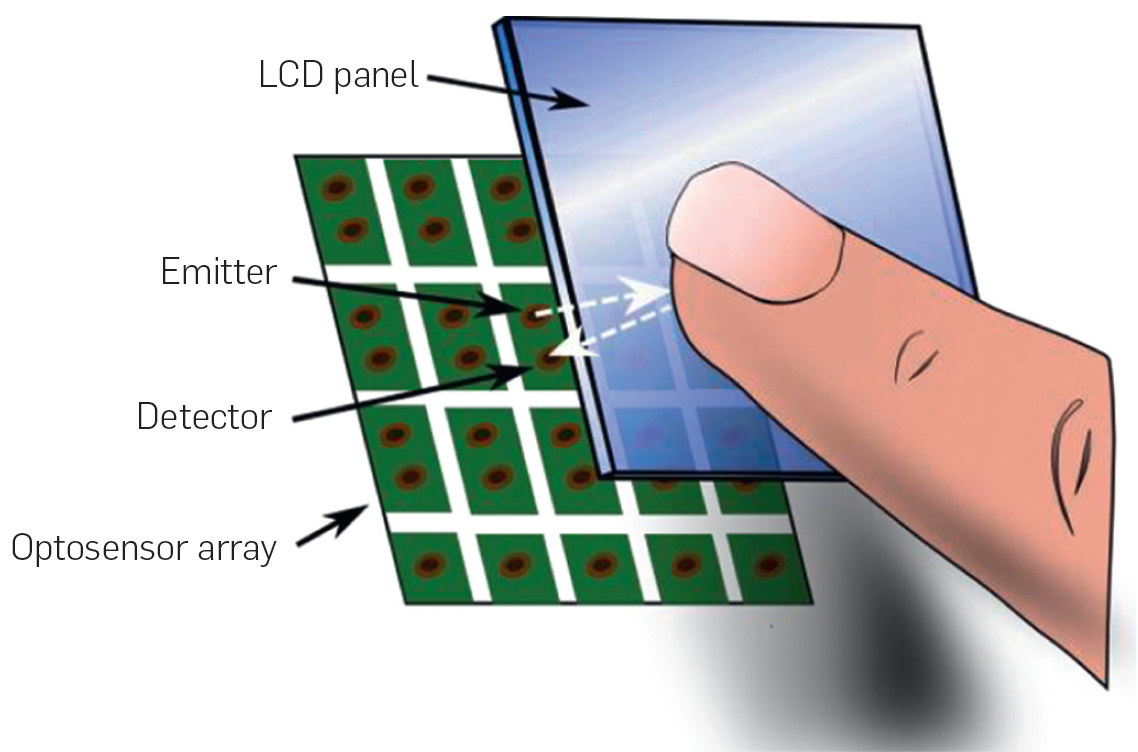 LCD panel
Emitter
Detector
Optosensor array